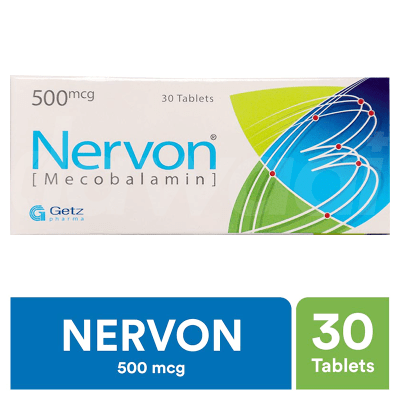 500mcg
30 Tablets
Nervon®
[Mecobalamin]
G Getz
pharma
NERVON
500 mcg
30
Tablets